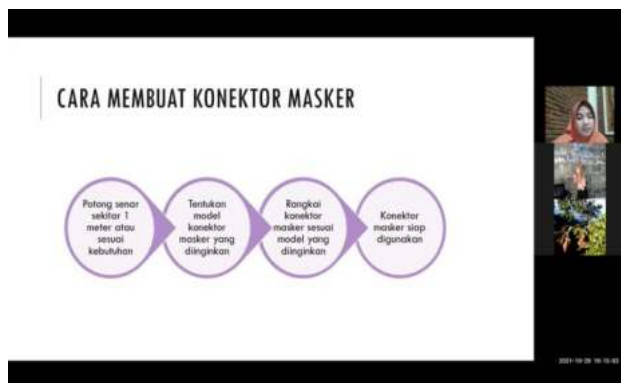 CARA MEMBUAT KONEKTOR MASKER
Potong senar
sekitar 1
meter atau
sesuai
kebutuhan
Tentukan
model
konektor
masker yang
diinginkan
Rangkai
konektor
masker sesuai
model yang
diinginkan
Konektor
masker siap
digunakan